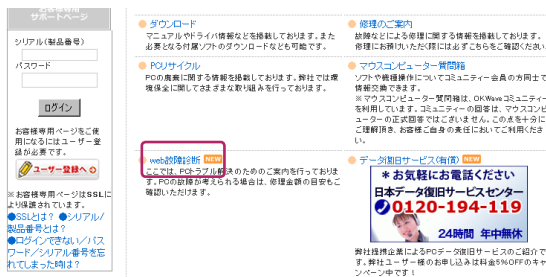 お客様専用
サポートページ
シリアル(製品番号)
パスワード
ログイン
お客様専用ページをご使
用になるにはユーザー登
録が必要です。
ユーザー登録へ
※お客様専用ページはSSLに
より保護されています。
●SSLとは? ●シリアル/
製品番号とは?
●ログインできない/パス
ワード/シリアル番号を忘
れてしまった時は?
ダウンロード
マニュアルやドライバ情報などを掲載しております。また
必要となる付属ソフトのダウンロードなども可能です。
PCリサイクル
PCの廃棄に関する情報を掲載しております。弊社では環
境保全に関してさまざまな取り組みを行っております。
web故障診断 NEW
ここでは、PCトラブル解決のためのご案内を行っておりま
す。PCの故障が考えられる場合は、修理金額の目安もご
確認いただけます。
修理のご案内
故障などによる修理に関する情報を掲載しております。
修理にお預けいただく際には必ずこちらをご確認くださ
マウスコンピューター質問箱
ソフトや機種操作についてコミュニティー会員の方同士で
情報交換できます。
※マウスコンピューター質問箱は、OKWaveコミュニティー
を利用しています。コミュニティーの回答は、マウスコンピ
ューターの正式回答ではございません。この点を十分に
ご理解頂き、お客様ご自身の責任においてご利用くださ
い。
データ復旧サービス(有償) NEW
*お気軽にお電話ください
日本データ復旧サービスセンター
0120-194-119
24時間 年中無休
弊社提携企業によるPCデータ復旧サービスのご紹介で
す。弊社ユーザー様のお申し込みは料金5%OFFのキャ
ンペーン中です!